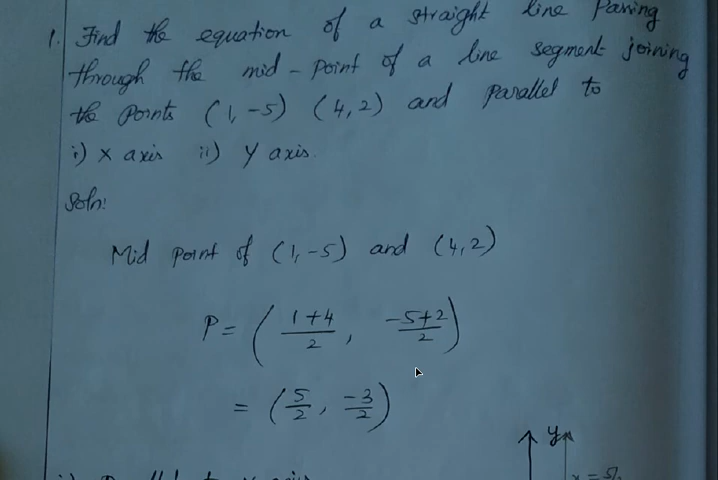 1. Find the equation of a straight line Passing
through the mid-point of a line segment joining
the points (1,-5) (4,2) and parallel to
i) x axis ii) Y axis.
Soln:
Mid point of (1,-5) and (4,2)
P = ( 1+4/2 , -5+2/2 )
= ( 5/2 , -3/2 )
y